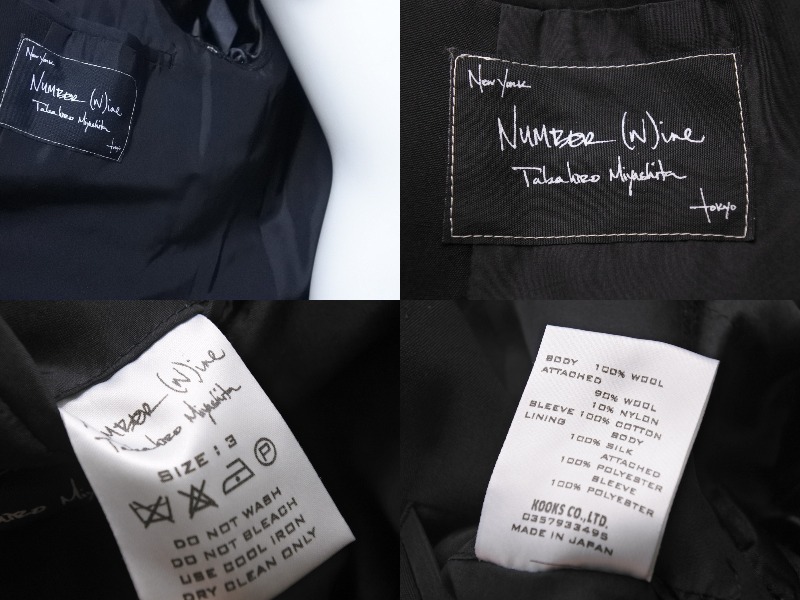 New York
NUMBER (N)ine
Takahiro Miyashita
tokyo
New York
NUMBER (N)ine
Takahiro Miyashita
tokyo
NUMBER (N)ine
Takahiro Miyashita
SIZE : 3
DO NOT WASH
DO NOT BLEACH
USE COOL IRON
DRY CLEAN ONLY
BODY 100% WOOL
ATTACHED
90% WOOL
10% NYLON
SLEEVE 100% COTTON
LINING BODY
100% SILK
ATTACHED
100% POLYESTER
SLEEVE
100% POLYESTER
KOOKS CO.,LTD.
0357933495
MADE IN JAPAN